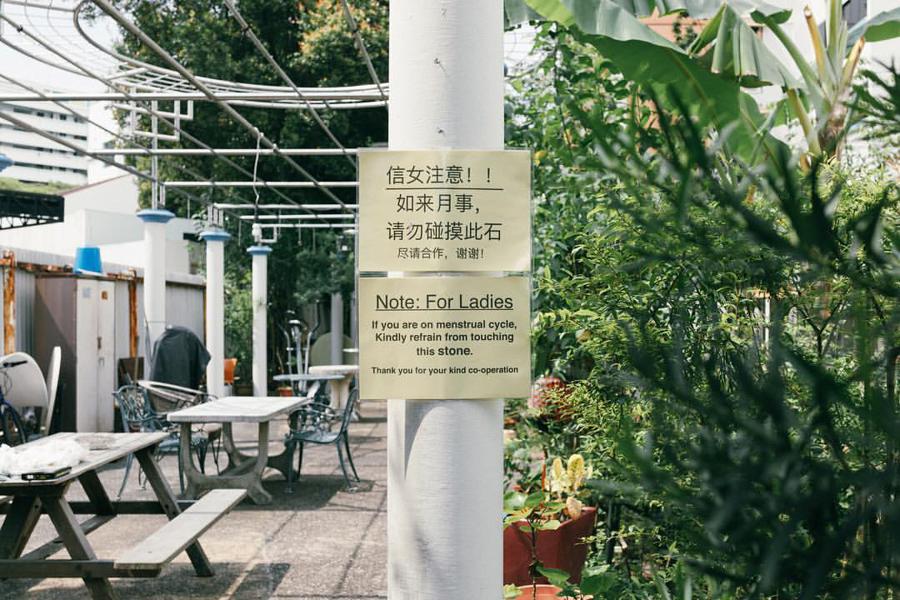 信女注意！！
如来月事，
请勿碰摸此石
尽请合作，谢谢！
Note: For Ladies
If you are on menstrual cycle,
Kindly refrain from touching
this stone.
Thank you for your kind co-operation